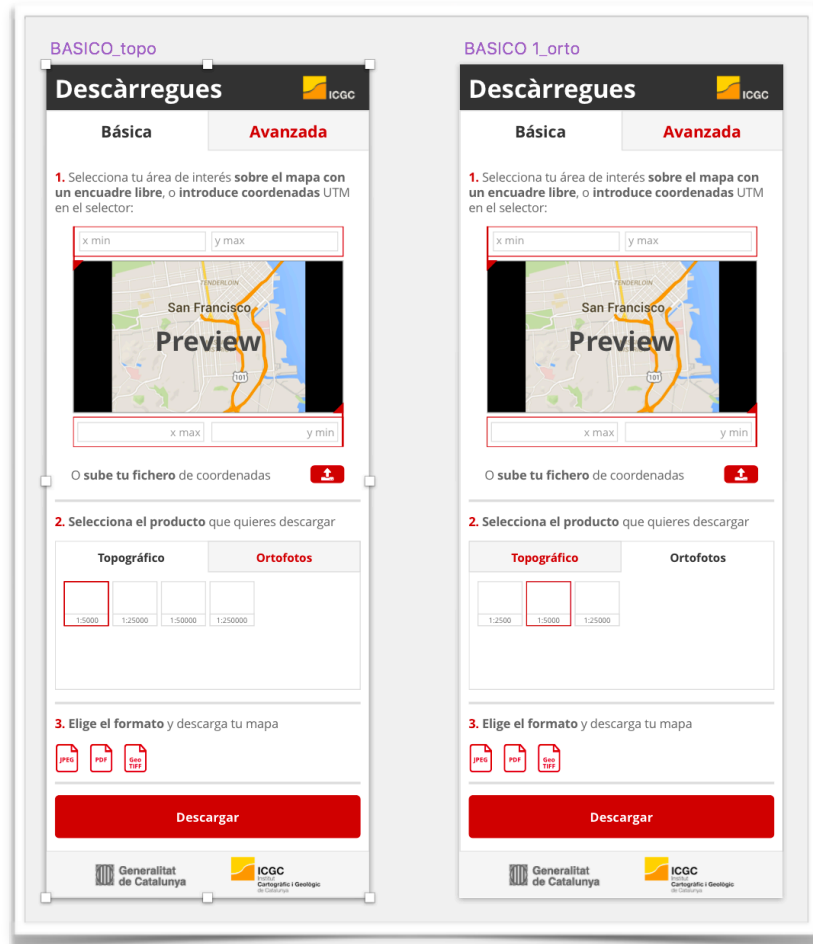 BASICO_topo
Descàrregues
ICGC
Básica
Avanzada
1. Selecciona tu área de interés sobre el mapa con
un encuadre libre, o introduce coordenadas UTM
en el selector:
x min
y max
TENDERLOIN
San Francisco
Preview
101
x max
y min
O sube tu fichero de coordenadas
2. Selecciona el producto que quieres descargar
Topográfico
Ortofotos
1:5000
1:25000
1:50000
1:250000
3. Elige el formato y descarga tu mapa
JPEG
PDF
Geo
TIFF
Descargar
Generalitat
de Catalunya
ICGC
Institut
Cartogràfic i Geològic
de Catalunya
BASICO 1_orto
Descàrregues
ICGC
Básica
Avanzada
1. Selecciona tu área de interés sobre el mapa con
un encuadre libre, o introduce coordenadas UTM
en el selector:
x min
y max
TENDERLOIN
San Francisco
Preview
101
x max
y min
O sube tu fichero de coordenadas
2. Selecciona el producto que quieres descargar
Topográfico
Ortofotos
1:2500
1:5000
1:25000
3. Elige el formato y descarga tu mapa
JPEG
PDF
Geo
TIFF
Descargar
Generalitat
de Catalunya
ICGC
Institut
Cartogràfic i Geològic
de Catalunya